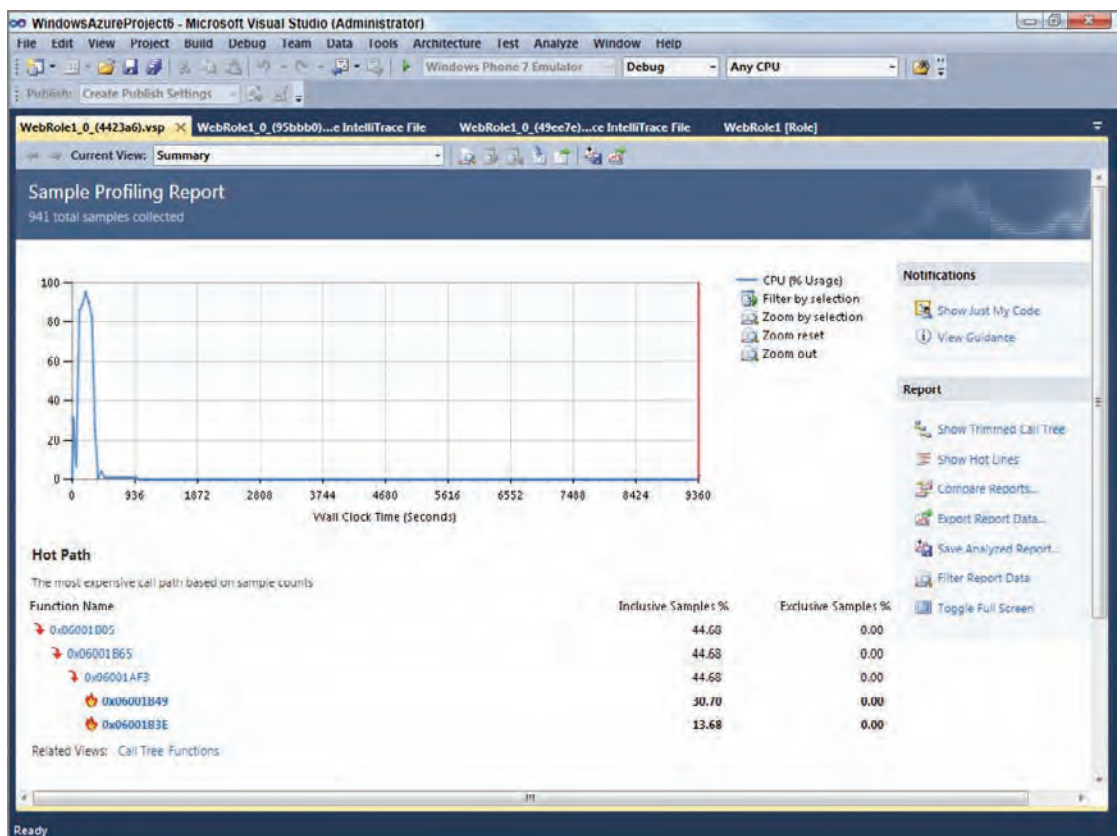 WindowsAzureProject6 - Microsoft Visual Studio (Administrator)
File Edit View Project Build Debug Team Data Tools Architecture Test Analyze Window Help
Windows Phone 7 Emulator Debug Any CPU
Publish: Create Publish Settings
WebRole1_0_(4423a6).vsp WebRole1_0_(95bbb0)...e IntelliTrace File WebRole1_0_(49ee7e)...ce IntelliTrace File WebRole1 [Role]
Current View: Summary
Sample Profiling Report
941 total samples collected
100
80
60
40
20
0
0 936 1872 2808 3744 4680 5616 6552 7488 8424 9360
Wall Clock Time (Seconds)
CPU (% Usage)
Filter by selection
Zoom by selection
Zoom reset
Zoom out
Notifications
Show Just My Code
View Guidance
Report
Show Trimmed Call Tree
Show Hot Lines
Compare Reports...
Export Report Data...
Save Analyzed Report...
Filter Report Data
Toggle Full Screen
Hot Path
The most expensive call path based on sample counts
Function Name Inclusive Samples % Exclusive Samples %
0x06001B05 44.68 0.00
0x06001B65 44.68 0.00
0x06001AF3 44.68 0.00
0x06001B49 30.70 0.00
0x06001B3E 13.68 0.00
Related Views: Call Tree Functions
Ready